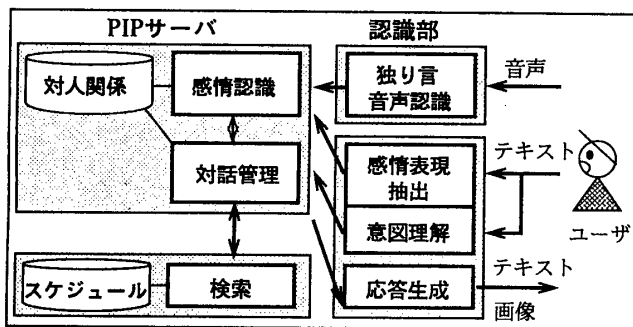 PIPサーバ
認識部
対人関係
感情認識
独り言
音声認識
音声
対話管理
感情表現
抽出
テキスト
意図理解
ユーザ
スケジュール
検索
応答生成
テキスト
画像